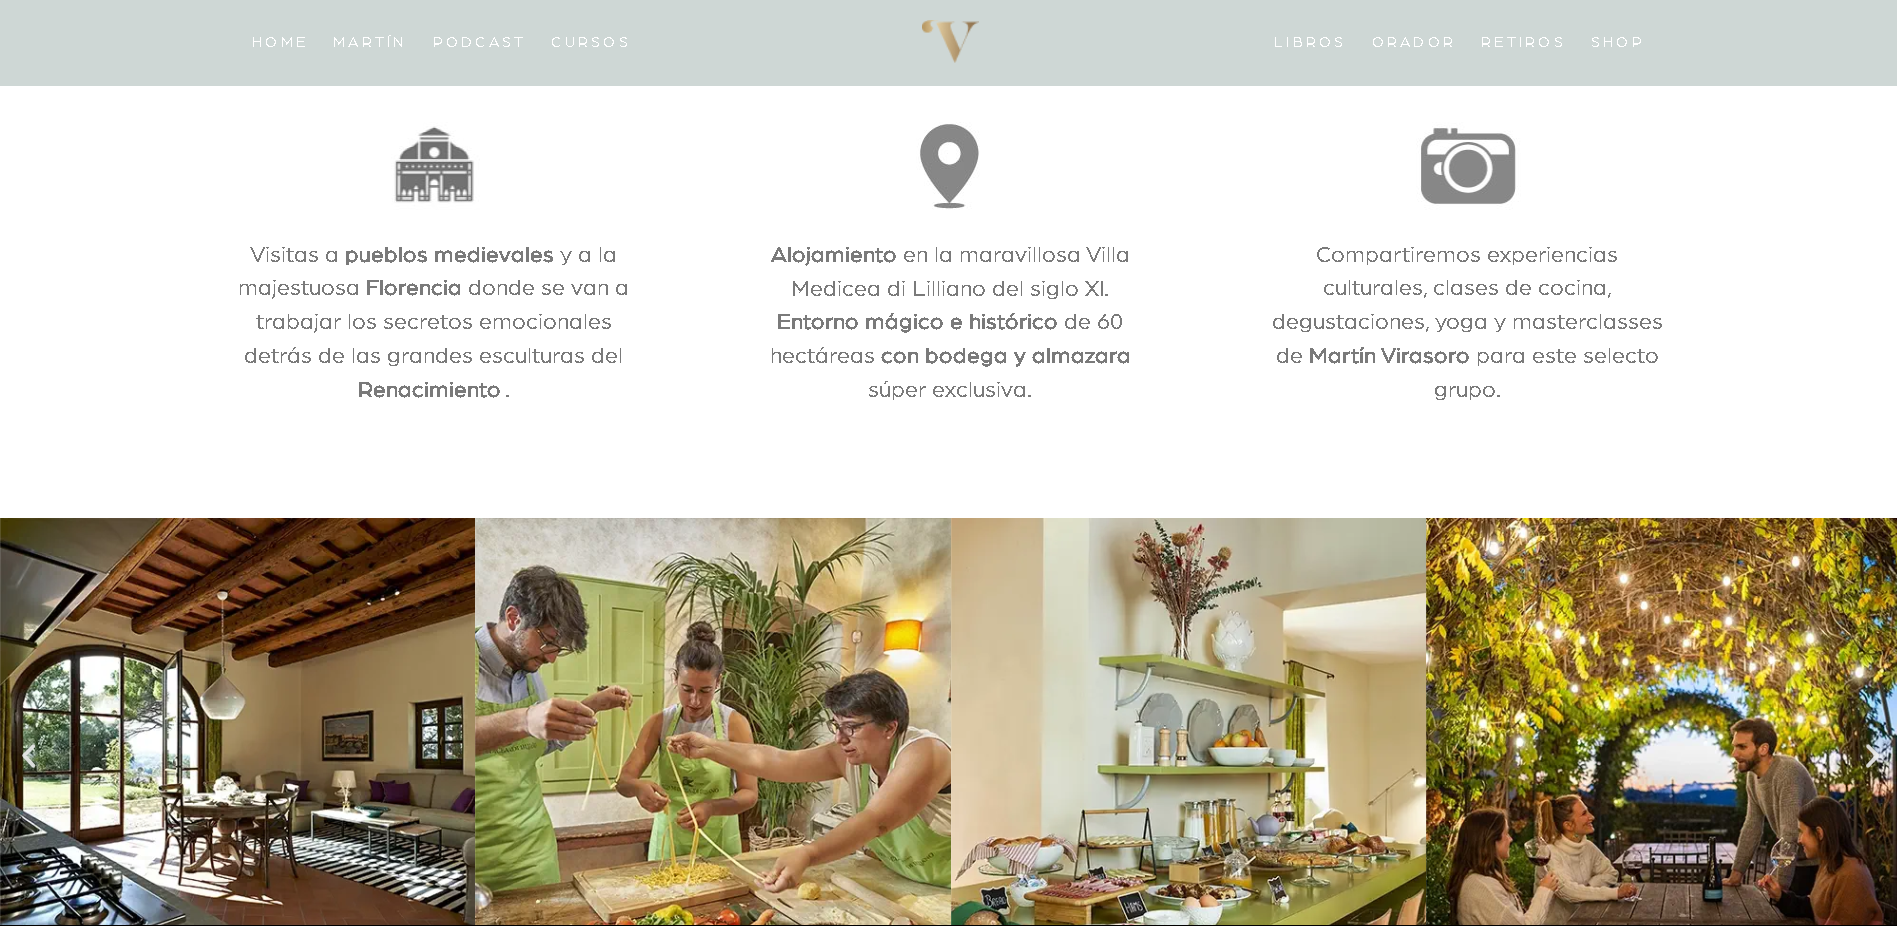 HOME MARTÍN PODCAST CURSOS V LIBROS ORADOR RETIROS SHOP
Visitas a pueblos medievales y a la
majestuosa Florencia donde se van a
trabajar los secretos emocionales
detrás de las grandes esculturas del
Renacimiento .
Alojamiento en la maravillosa Villa
Medicea di Lilliano del siglo XI.
Entorno mágico e histórico de 60
hectáreas con bodega y almazara
súper exclusiva.
Compartiremos experiencias
culturales, clases de cocina,
degustaciones, yoga y masterclasses
de Martín Virasoro para este selecto
grupo.